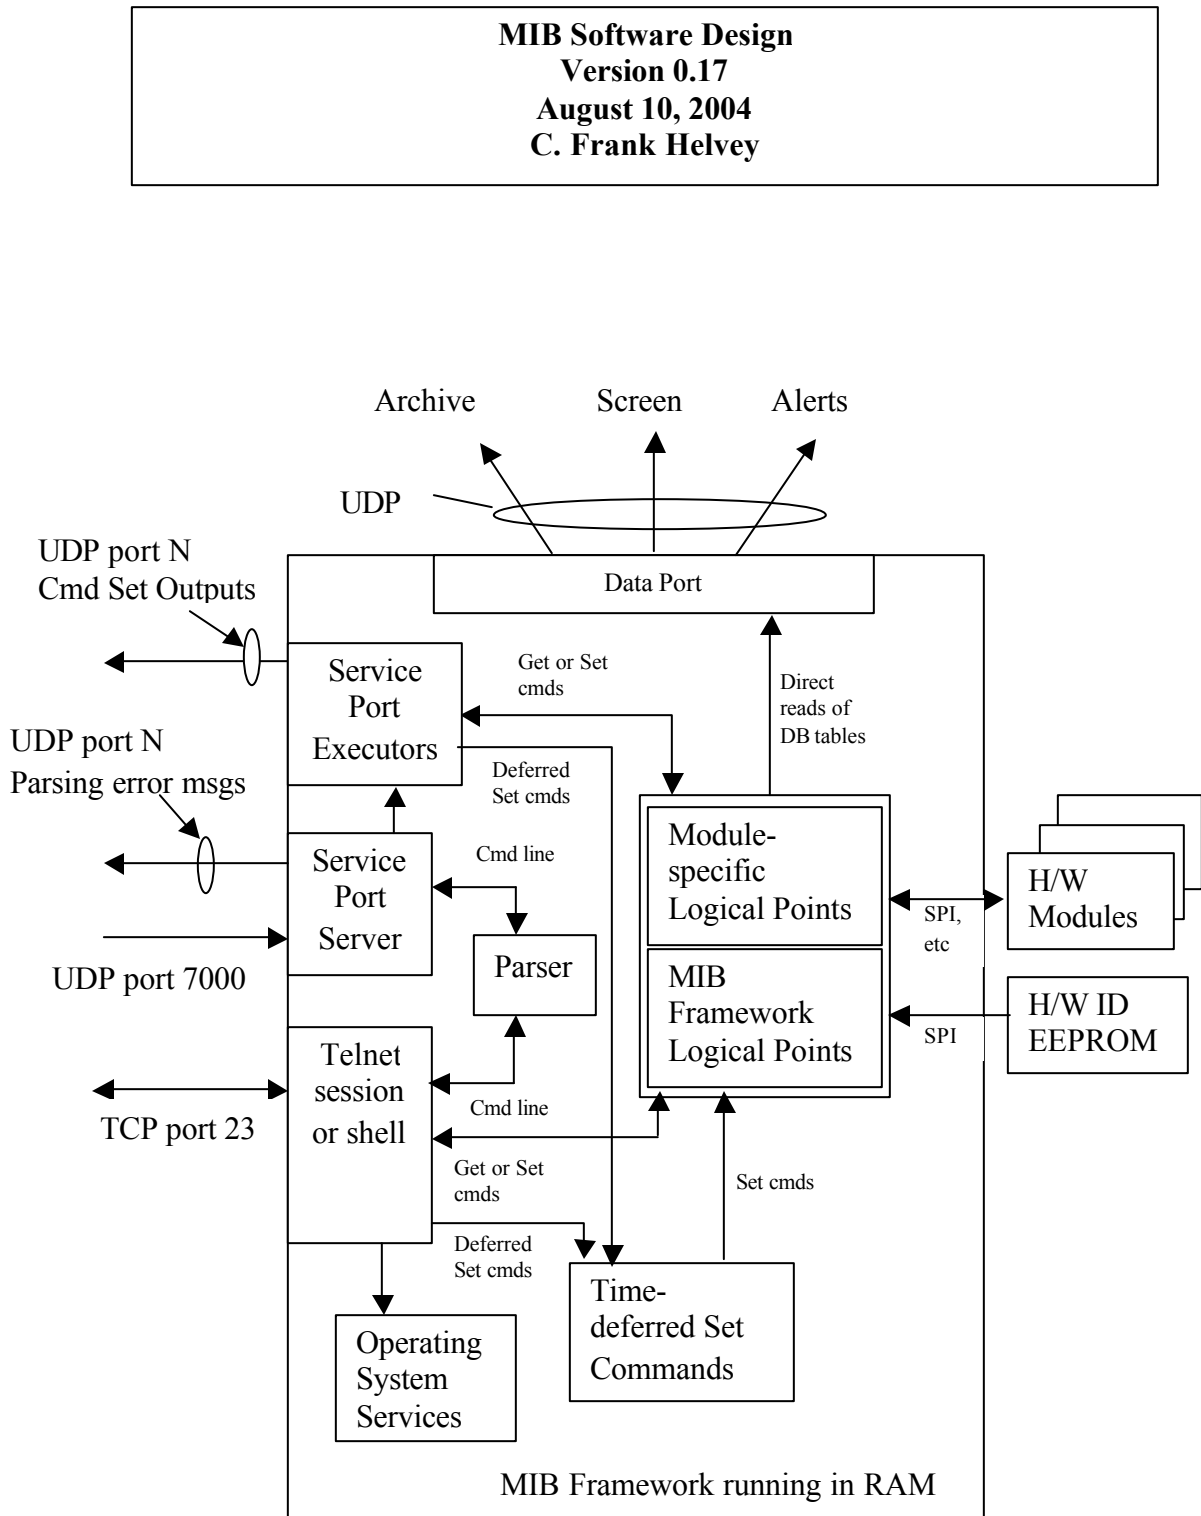 MIB Software Design
Version 0.17
August 10, 2004
C. Frank Helvey
Archive
Screen
Alerts
UDP
UDP port N
Cmd Set Outputs
Data Port
Service
Port
Executors
Get or Set
cmds
Direct
reads of
DB tables
UDP port N
Parsing error msgs
Deferred
Set cmds
Service
Port
Server
Cmd line
Module-
specific
Logical Points
H/W
Modules
SPI,
etc
UDP port 7000
Parser
MIB
Framework
Logical Points
H/W ID
EEPROM
SPI
Telnet
session
or shell
Cmd line
TCP port 23
Get or Set
cmds
Set cmds
Deferred
Set cmds
Time-
deferred Set
Commands
Operating
System
Services
MIB Framework running in RAM